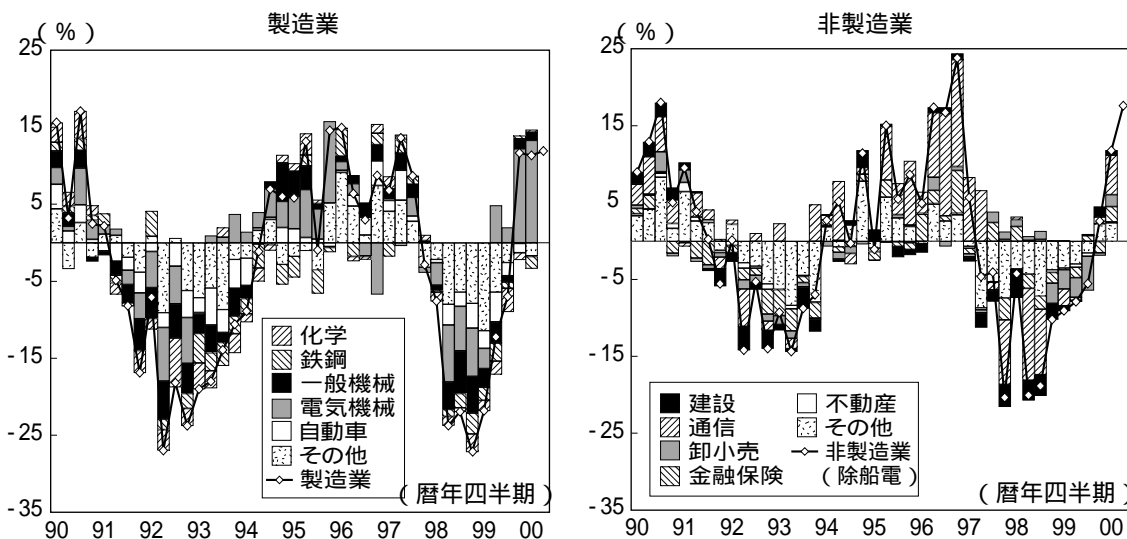 製造業
(%)
25
15
5
-5
-15
-25
-35
化学
鉄鋼
一般機械
電気機械
自動車
その他
製造業
(暦年四半期)
90 91 92 93 94 95 96 97 98 99 00
非製造業
(%)
25
15
5
-5
-15
-25
-35
建設 不動産
通信 その他
卸小売 非製造業
金融保険 (除船電)
(暦年四半期)
90 91 92 93 94 95 96 97 98 99 00